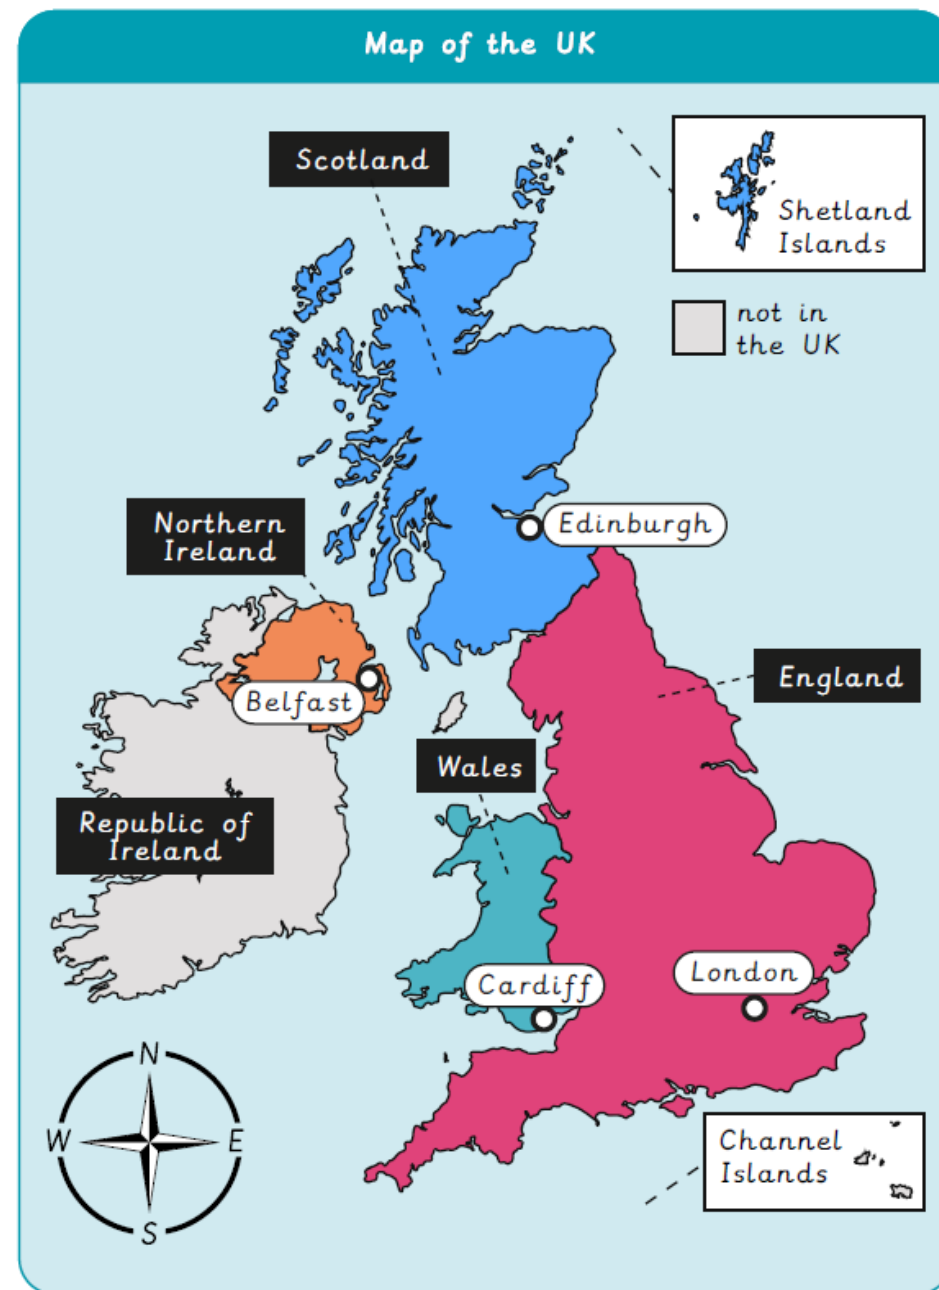 Map of the UK
Scotland
Shetland
Islands
not in
the UK
Northern
Ireland
Edinburgh
England
Belfast
Wales
Republic of
Ireland
Cardiff
London
N
W
E
S
Channel
Islands